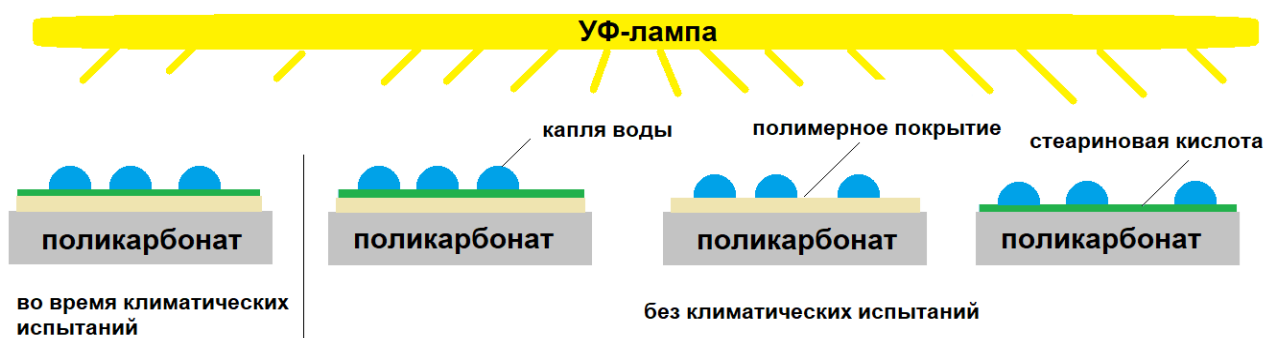 УФ-лампа
капля воды
полимерное покрытие
стеариновая кислота
поликарбонат
поликарбонат
поликарбонат
поликарбонат
во время климатических
испытаний
без климатических испытаний